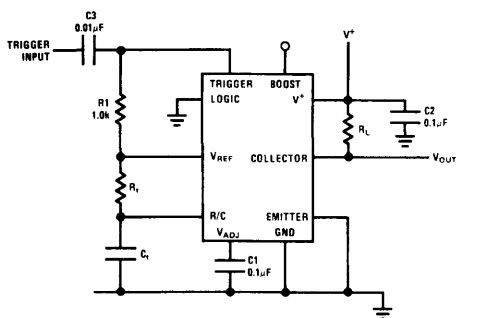 C3
0.01μF
TRIGGER
INPUT
V+
TRIGGER
BOOST
LOGIC
V+
R1
1.0k
RL
C2
0.1μF
VREF
COLLECTOR
VOUT
Rt
R/C
EMITTER
VADJ
GND
Ct
C1
0.1μF